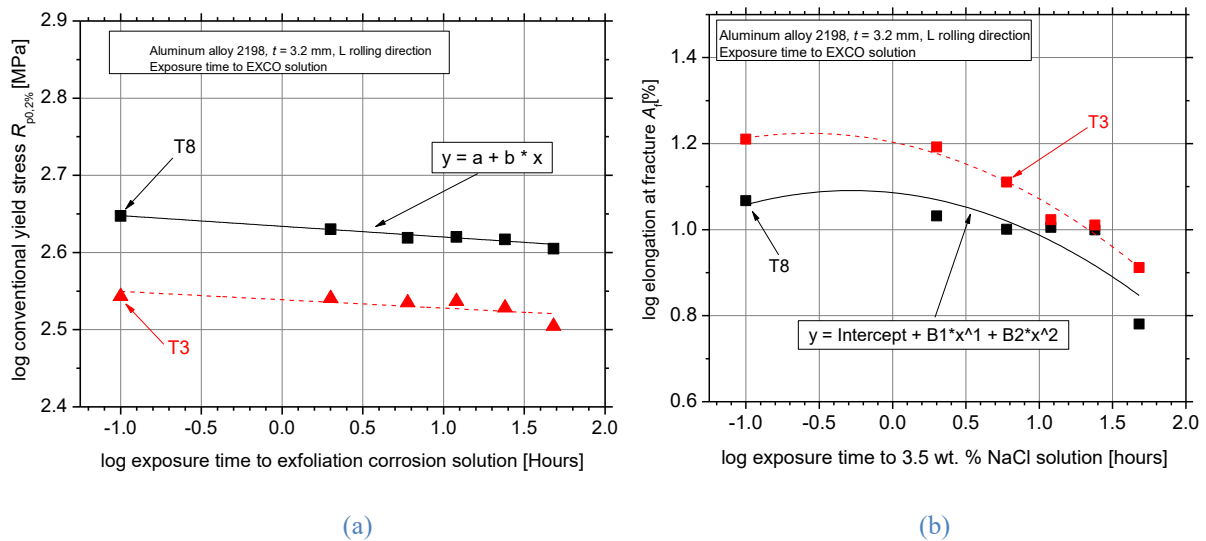 2.9
2.8
2.7
2.6
2.5
2.4
-1.0
-0.5
0.0
0.5
1.0
1.5
2.0
log conventional yield stress Rp0,2% [MPa]
Aluminum alloy 2198, t = 3.2 mm, L rolling direction
Exposure time to EXCO solution
T8
y = a + b * x
T3
log exposure time to exfoliation corrosion solution [Hours]
(a)
1.4
1.2
1.0
0.8
0.6
-1.0
-0.5
0.0
0.5
1.0
1.5
2.0
log elongation at fracture Af[%]
Aluminum alloy 2198, t = 3.2 mm, L rolling direction
Exposure time to EXCO solution
T3
T8
y = Intercept + B1*x^1 + B2*x^2
log exposure time to 3.5 wt. % NaCl solution [hours]
(b)